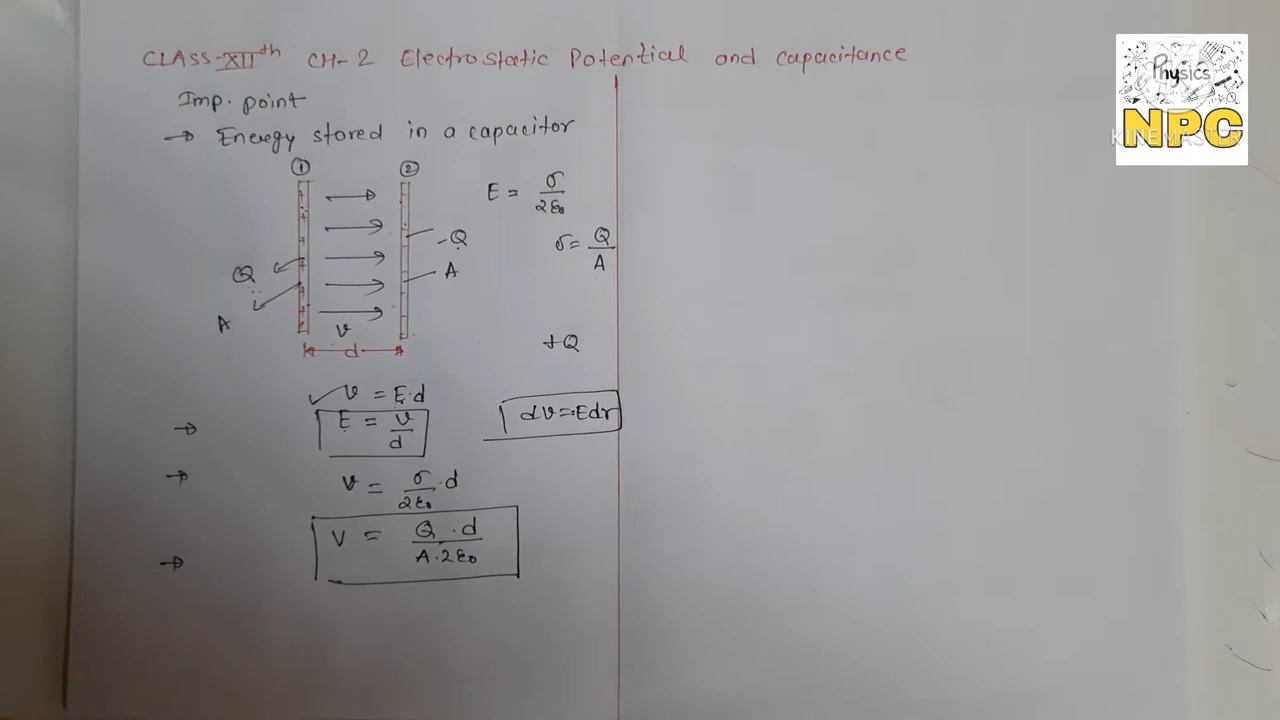 CLASS-XIIth CH-2 Electrostatic Potential and capacitance
Imp. point
→ Energy stored in a capacitor
① ②
E = σ/2ε₀
σ = Q/A
Q
-Q
A
A
V
d
+Q
V = E·d
→ E = V/d
dV = -Edr
→ V = σ/2ε₀ · d
→ V = Q·d/A·2ε₀
Physics
NPC
KINEMASTER